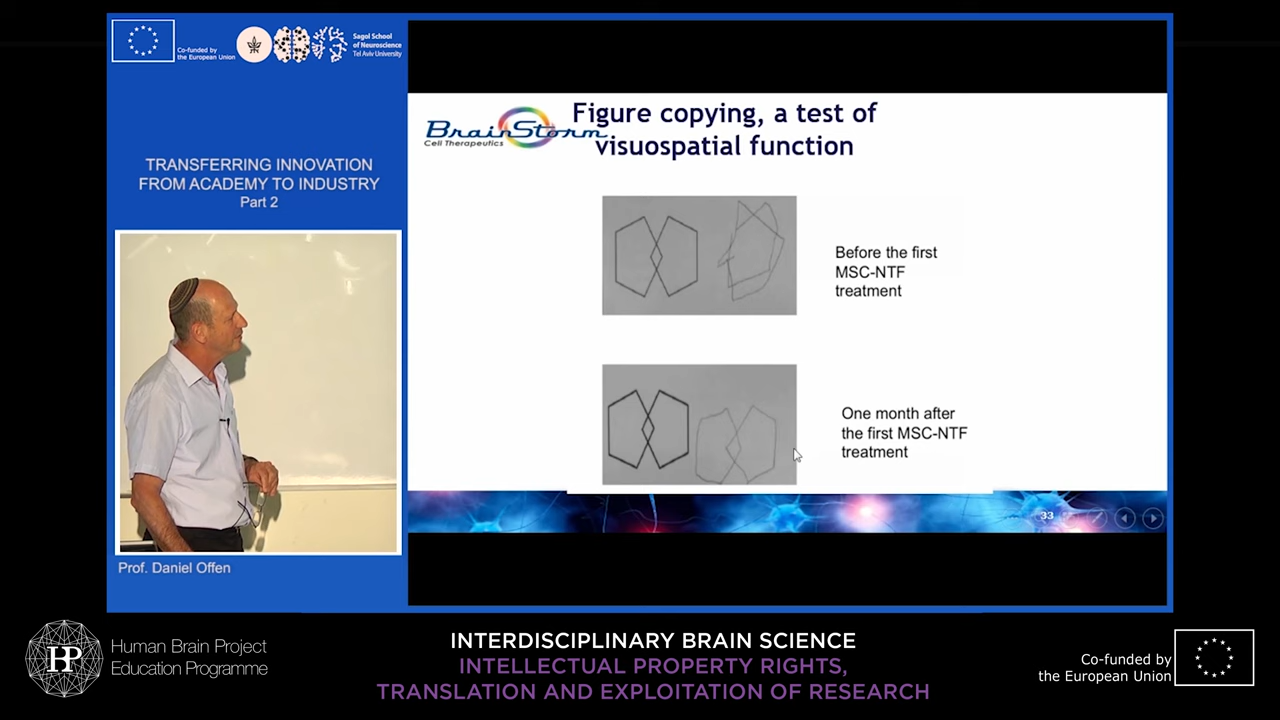 Co-funded by
the European Union
Sagol School
of Neuroscience
Tel Aviv University
TRANSFERRING INNOVATION
FROM ACADEMY TO INDUSTRY
Part 2
Prof. Daniel Offen
BrainStorm
Cell Therapeutics
Figure copying, a test of
visuospatial function
Before the first
MSC-NTF
treatment
One month after
the first MSC-NTF
treatment
33
HBP
Human Brain Project
Education Programme
INTERDISCIPLINARY BRAIN SCIENCE
INTELLECTUAL PROPERTY RIGHTS,
TRANSLATION AND EXPLOITATION OF RESEARCH
Co-funded by
the European Union